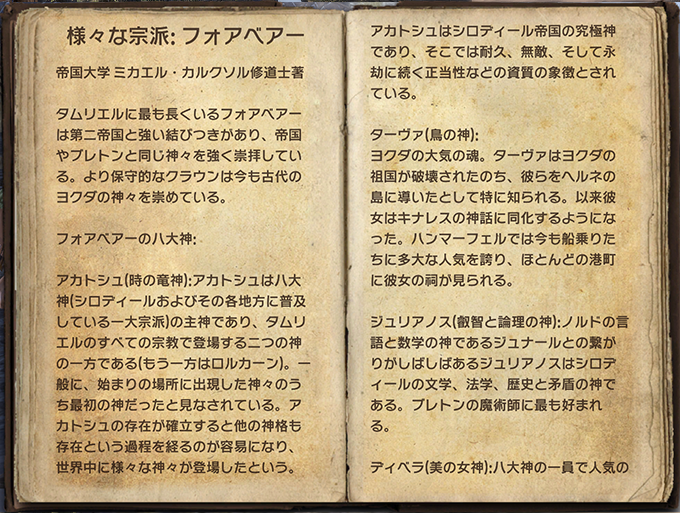 様々な宗派: フォアベアー
帝国大学 ミカエル・カルクソル修道士著
タムリエルに最も長くいるフォアベアー
は第二帝国と強い結びつきがあり、帝国
やブレトンと同じ神々を強く崇拝してい
る。より保守的なクラウンは今も古代の
ヨクダの神々を崇めている。
フォアベアーの八大神:
アカトシュ(時の竜神):アカトシュは八大
神(シロディールおよびその各地方に普及
している一大宗派)の主神であり、タムリ
エルのすべての宗教で登場する二つの神
の一方である(もう一方はロルカーン)。一
般に、始まりの場所に出現した神々のう
ち最初の神だったと見なされている。ア
カトシュの存在が確立すると他の神格も
存在という過程を経るのが容易になり、
世界中に様々な神々が登場したという。
アカトシュはシロディール帝国の究極神
であり、そこでは耐久、無敵、そして永
劫に続く正当性などの資質の象徴とされ
ている。
ターヴァ(鳥の神):
ヨクダの大気の魂。ターヴァはヨクダの
祖国が破壊されたのち、彼らをヘルネの
島に導いたとして特に知られる。以来彼
女はキナレスの神話に同化するようにな
った。ハンマーフェルでは今も船乗りた
ちに多大な人気を誇り、ほとんどの港町
に彼女の祠が見られる。
ジュリアノス(叡智と論理の神):ノルドの言
語と数学の神であるジュナールとの繋が
りがしばしばあるジュリアノスはシロデ
ィールの文学、法学、歴史と矛盾の神で
ある。ブレトンの魔術師に最も好まれ
る。
ディベラ(美の女神):八大神の一員で人気の